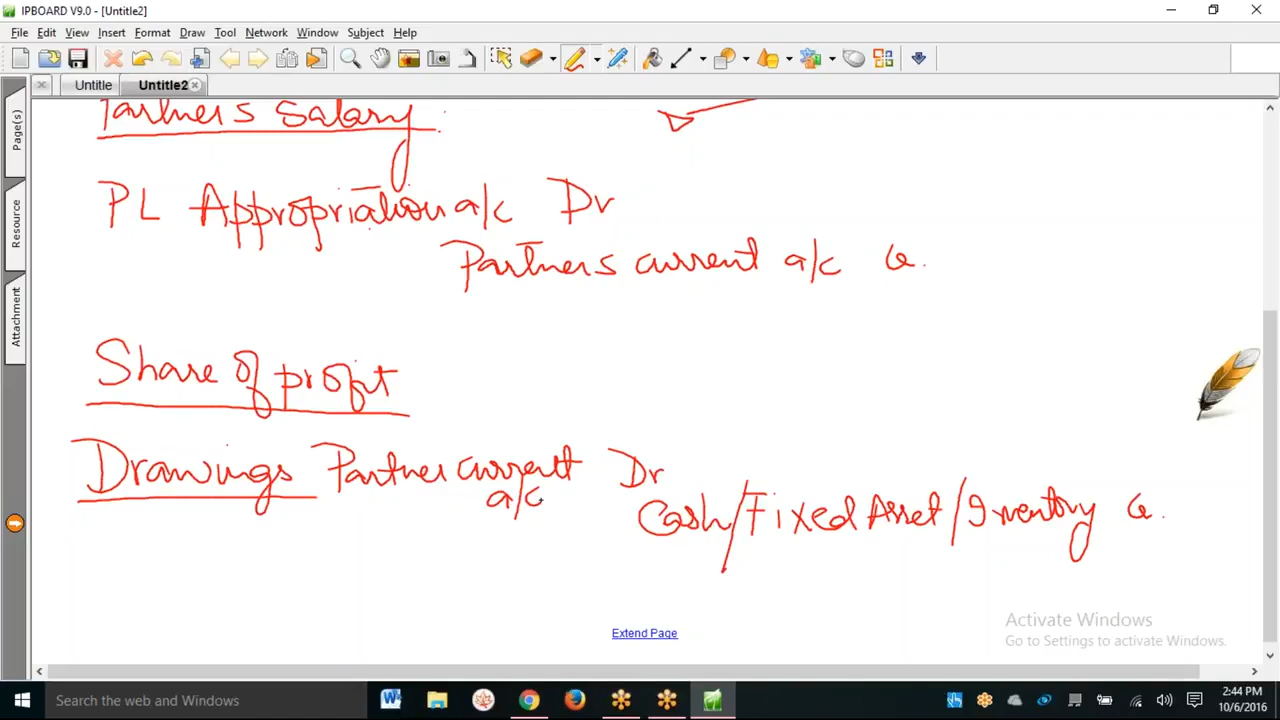 IPBOARD V9.0 - [Untitle2]
File Edit View Insert Format Draw Tool Network Window Subject Help
Untitle Untitle2
Page(s)
Resource
Attachment
Partners Salary
PL Appropriation a/c Dr
Partners current a/c Cr.
Share of profit
Drawings Partner current Dr
a/c
Cash/Fixed Asset/Inventory Cr.
Extend Page
Activate Windows
Go to Settings to activate Windows.
Search the web and Windows
2:44 PM
10/6/2016